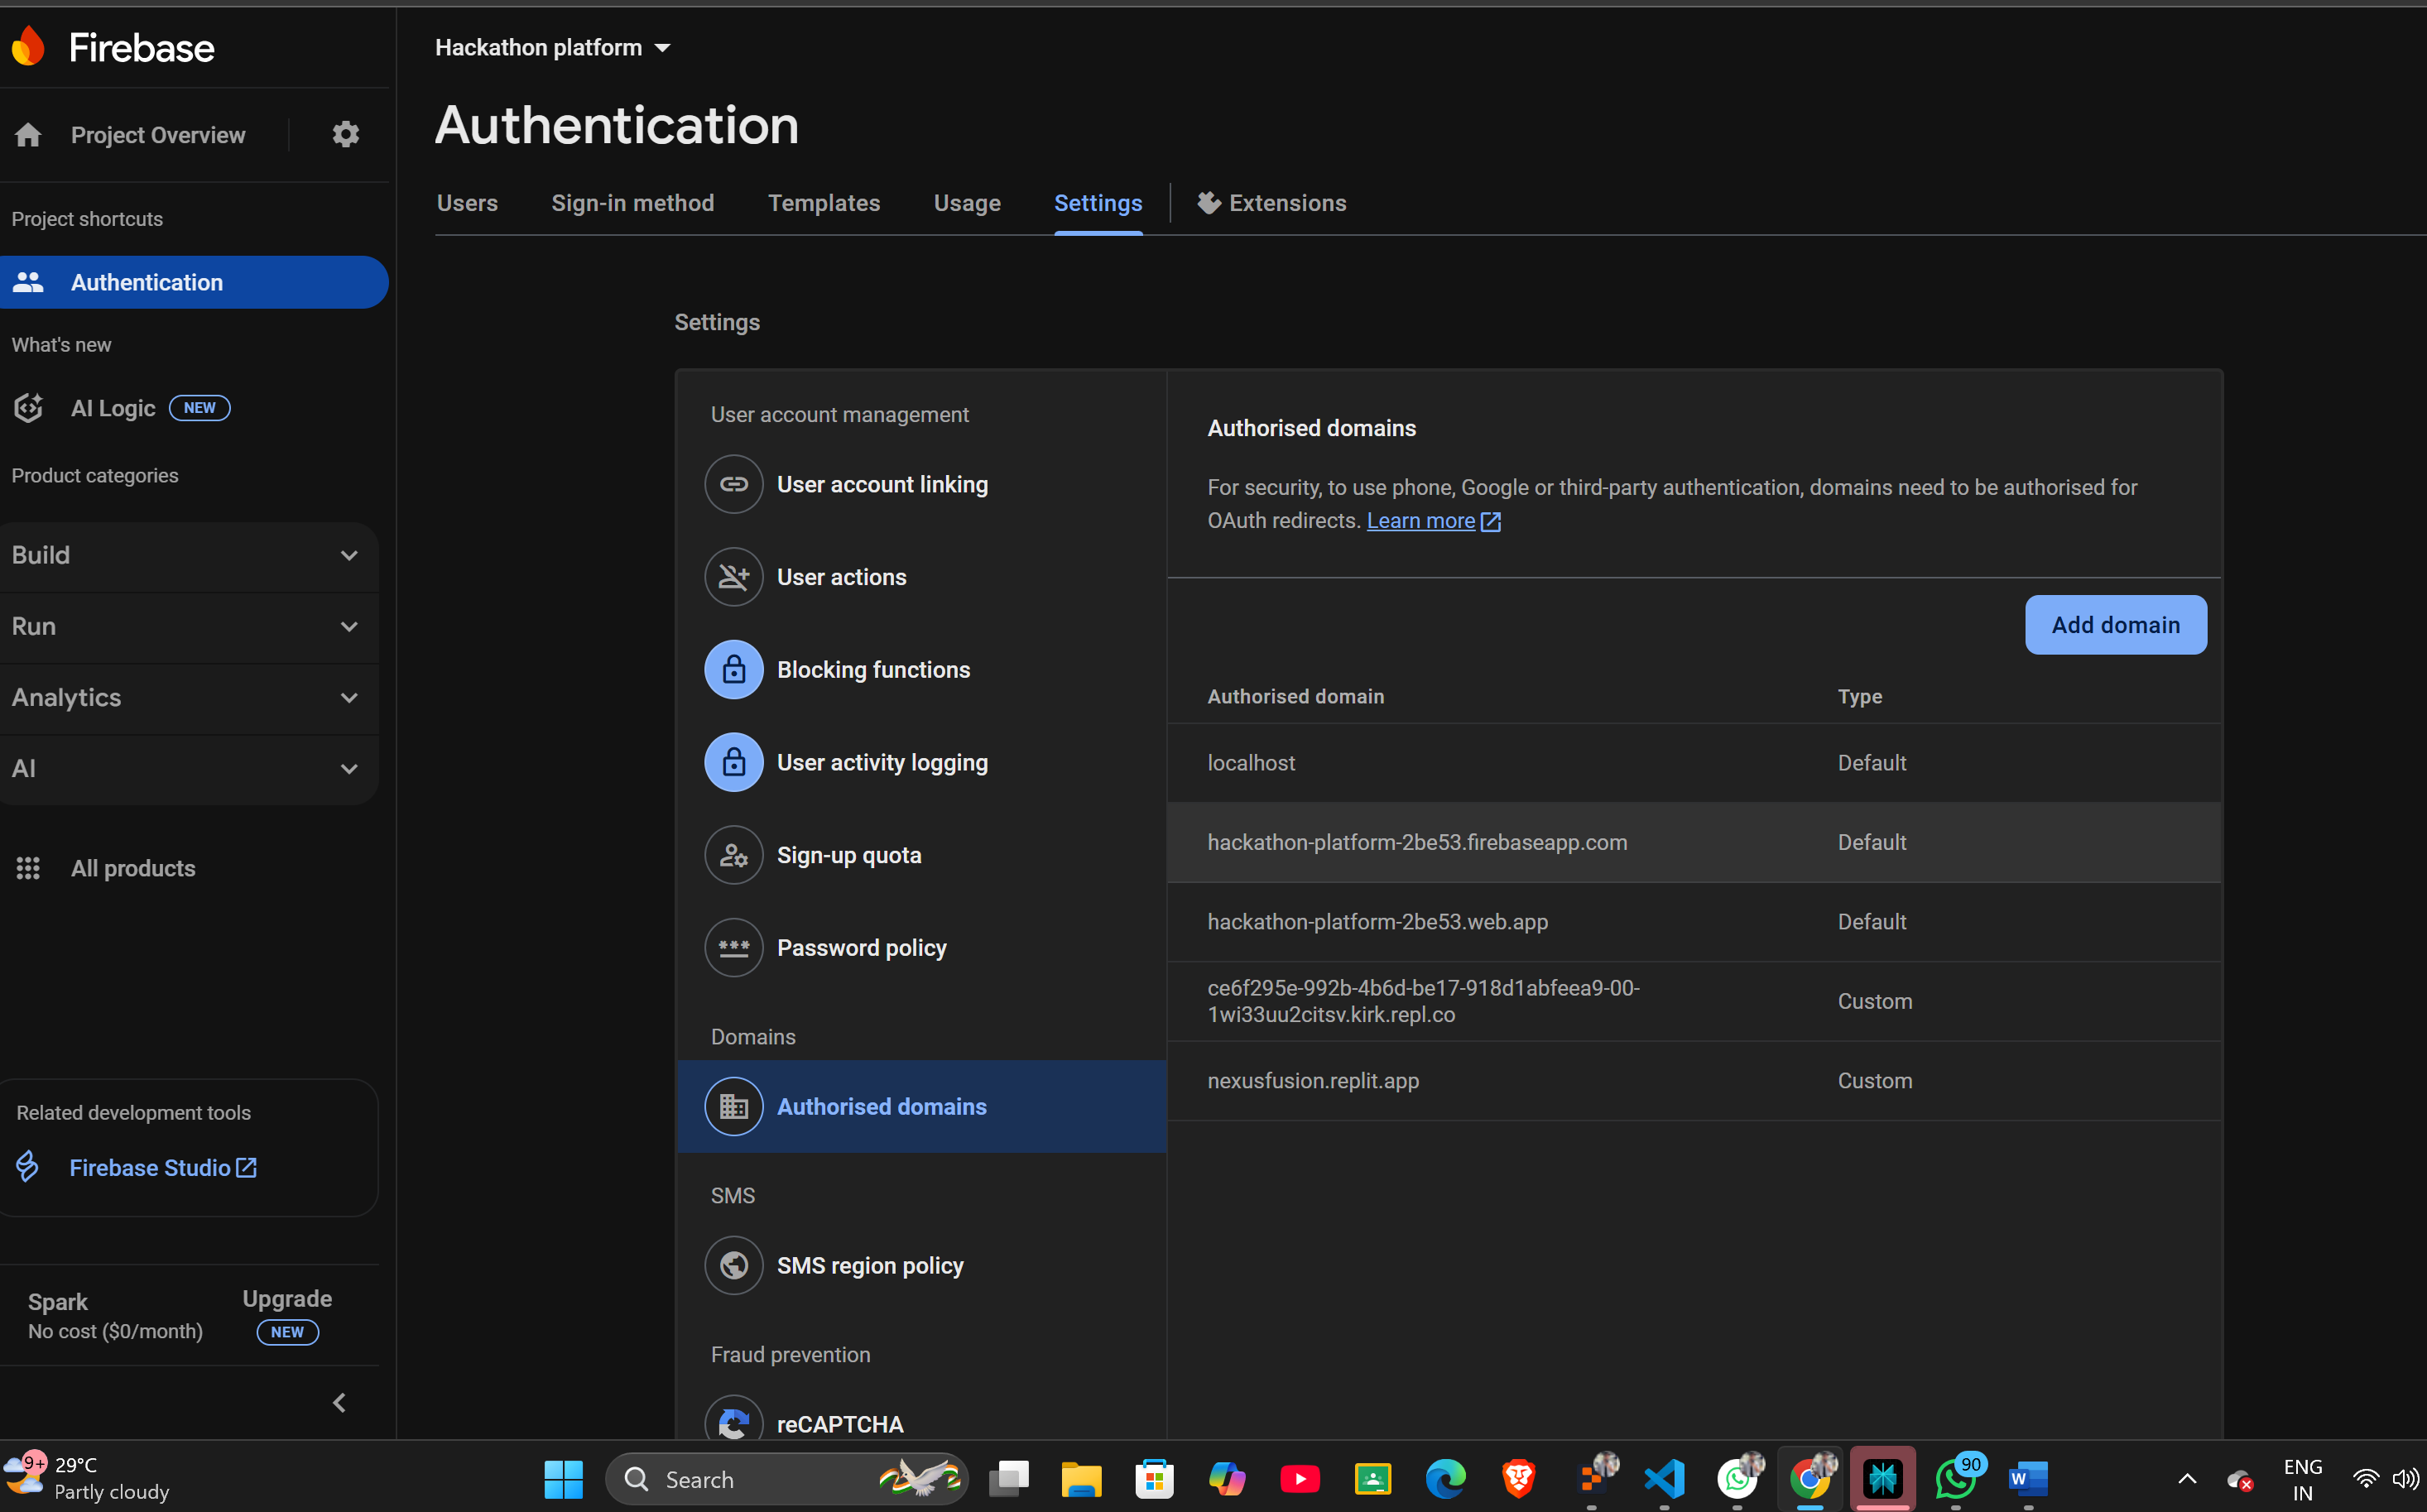 Firebase
Project Overview
Project shortcuts
Authentication
What's new
AI Logic NEW
Product categories
Build
Run
Analytics
AI
All products
Related development tools
Firebase Studio
Spark
No cost ($0/month)
Upgrade
NEW
Hackathon platform
Authentication
Users
Sign-in method
Templates
Usage
Settings
Extensions
Settings
User account management
User account linking
User actions
Blocking functions
User activity logging
Sign-up quota
Password policy
Domains
Authorised domains
SMS
SMS region policy
Fraud prevention
reCAPTCHA
Authorised domains
For security, to use phone, Google or third-party authentication, domains need to be authorised for
OAuth redirects. Learn more
Add domain
Authorised domain Type
localhost Default
hackathon-platform-2be53.firebaseapp.com Default
hackathon-platform-2be53.web.app Default
ce6f295e-992b-4b6d-be17-918d1abfeea9-00-
1wi33uu2citsv.kirk.repl.co Custom
nexusfusion.replit.app Custom
9+
29°C
Partly cloudy
Search
90
W
ENG
IN